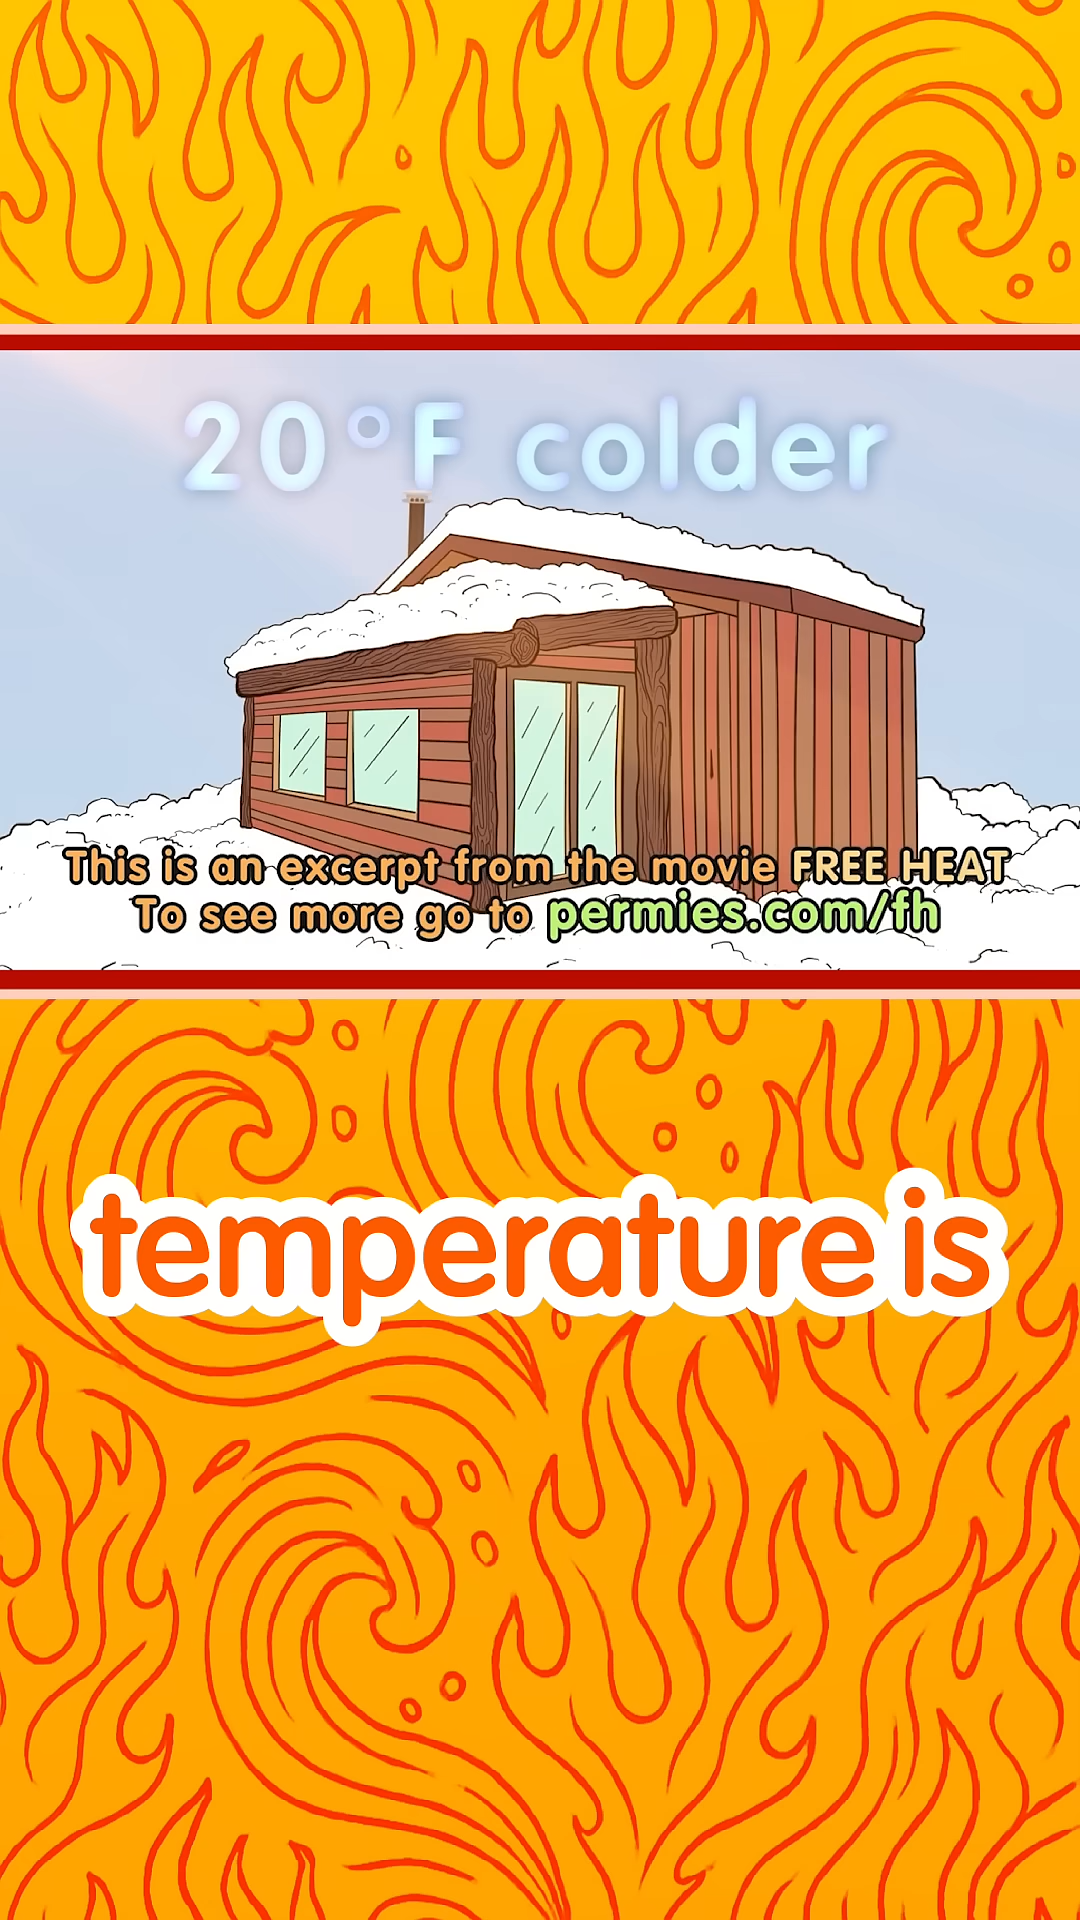 20°F colder
This is an excerpt from the movie FREE HEAT
To see more go to permies.com/fh
temperature is